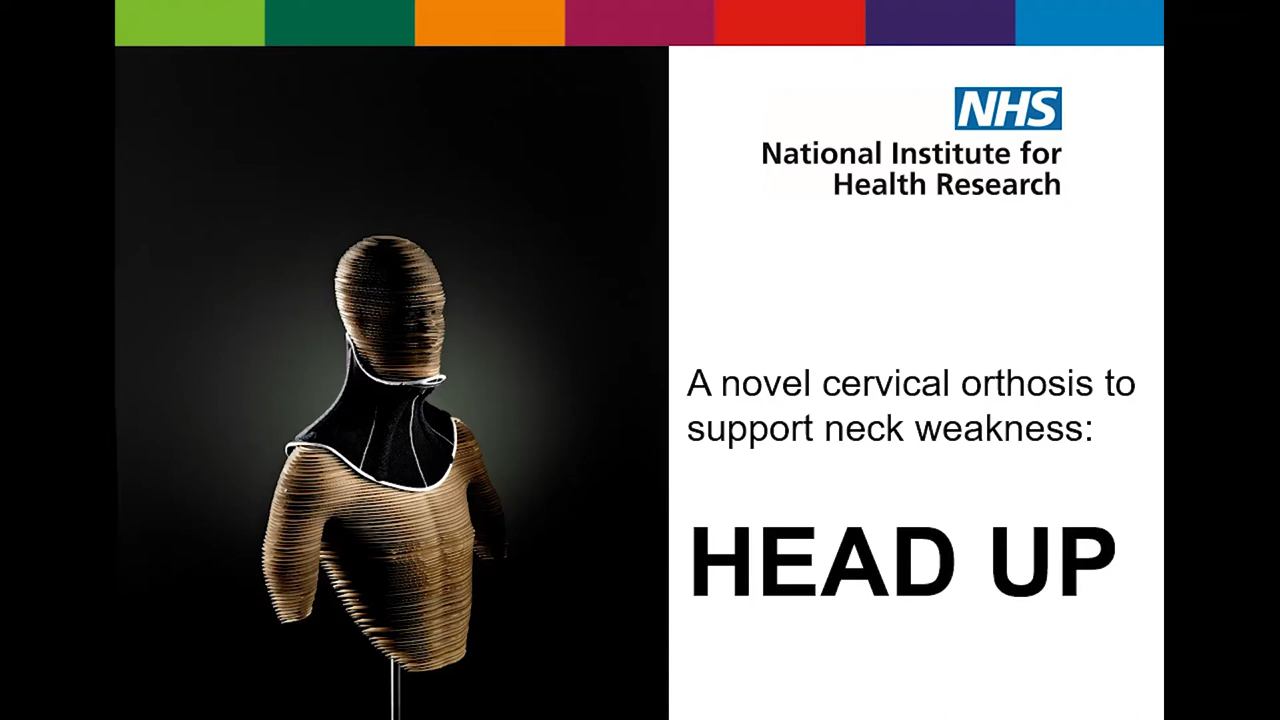 NHS
National Institute for
Health Research
A novel cervical orthosis to
support neck weakness:
HEAD UP